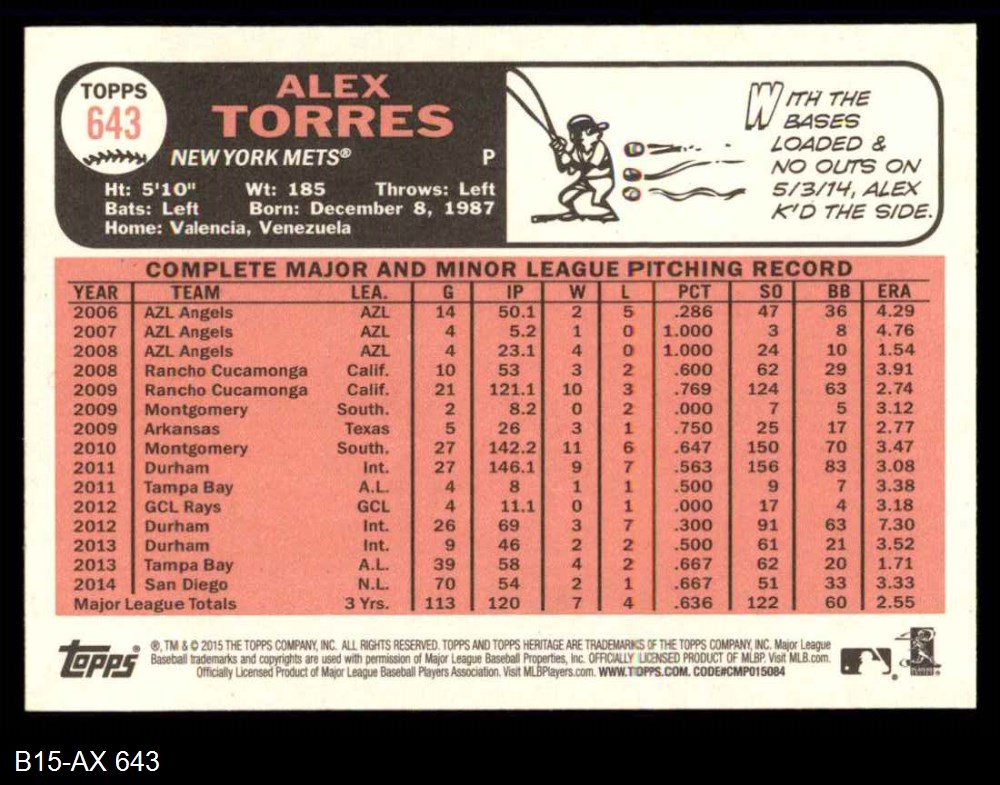 TOPPS
643
ALEX
TORRES
NEW YORK METS® P
Ht: 5'10" Wt: 185 Throws: Left
Bats: Left Born: December 8, 1987
Home: Valencia, Venezuela
WITH THE
BASES
LOADED &
NO OUTS ON
5/3/14, ALEX
K'D THE SIDE.
COMPLETE MAJOR AND MINOR LEAGUE PITCHING RECORD
YEAR TEAM LEA. G IP W L PCT SO BB ERA
2006 AZL Angels AZL 14 50.1 2 5 .286 47 36 4.29
2007 AZL Angels AZL 4 5.2 1 0 1.000 3 8 4.76
2008 AZL Angels AZL 4 23.1 4 0 1.000 24 10 1.54
2008 Rancho Cucamonga Calif. 10 53 3 2 .600 62 29 3.91
2009 Rancho Cucamonga Calif. 21 121.1 10 3 .769 124 63 2.74
2009 Montgomery South. 2 8.2 0 2 .000 7 5 3.12
2009 Arkansas Texas 5 26 3 1 .750 25 17 2.77
2010 Montgomery South. 27 142.2 11 6 .647 150 70 3.47
2011 Durham Int. 27 146.1 9 7 .563 156 83 3.08
2011 Tampa Bay A.L. 4 8 1 1 .500 9 7 3.38
2012 GCL Rays GCL 4 11.1 0 1 .000 17 4 3.18
2012 Durham Int. 26 69 3 7 .300 91 63 7.30
2013 Durham Int. 9 46 2 2 .500 61 21 3.52
2013 Tampa Bay A.L. 39 58 4 2 .667 62 20 1.71
2014 San Diego N.L. 70 54 2 1 .667 51 33 3.33
Major League Totals 3 Yrs. 113 120 7 4 .636 122 60 2.55
Topps®
®, TM & © 2015 THE TOPPS COMPANY, INC. ALL RIGHTS RESERVED. TOPPS AND TOPPS HERITAGE ARE TRADEMARKS OF THE TOPPS COMPANY, INC. Major League
Baseball trademarks and copyrights are used with permission of Major League Baseball Properties, Inc. OFFICIALLY LICENSED PRODUCT OF MLBP. Visit MLB.com.
Officially Licensed Product of Major League Baseball Players Association. Visit MLBPlayers.com. WWW.TOPPS.COM. CODE#CMP015084
B15-AX 643